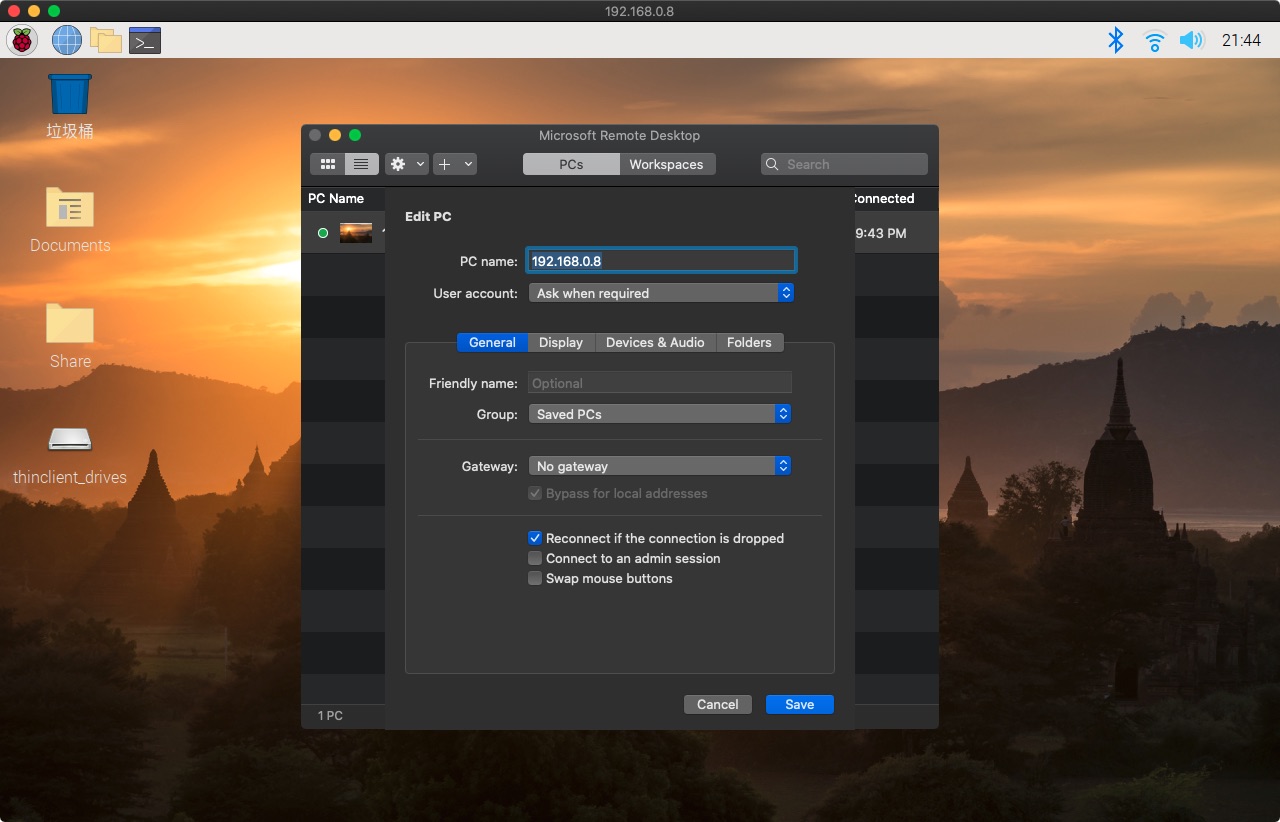 192.168.0.8
21:44
垃圾桶
Documents
Share
thinclient_drives
Microsoft Remote Desktop
PCs
Workspaces
Search
PC Name
Connected
9:43 PM
Edit PC
PC name: 192.168.0.8
User account: Ask when required
General Display Devices & Audio Folders
Friendly name: Optional
Group: Saved PCs
Gateway: No gateway
Bypass for local addresses
Reconnect if the connection is dropped
Connect to an admin session
Swap mouse buttons
Cancel Save
1 PC